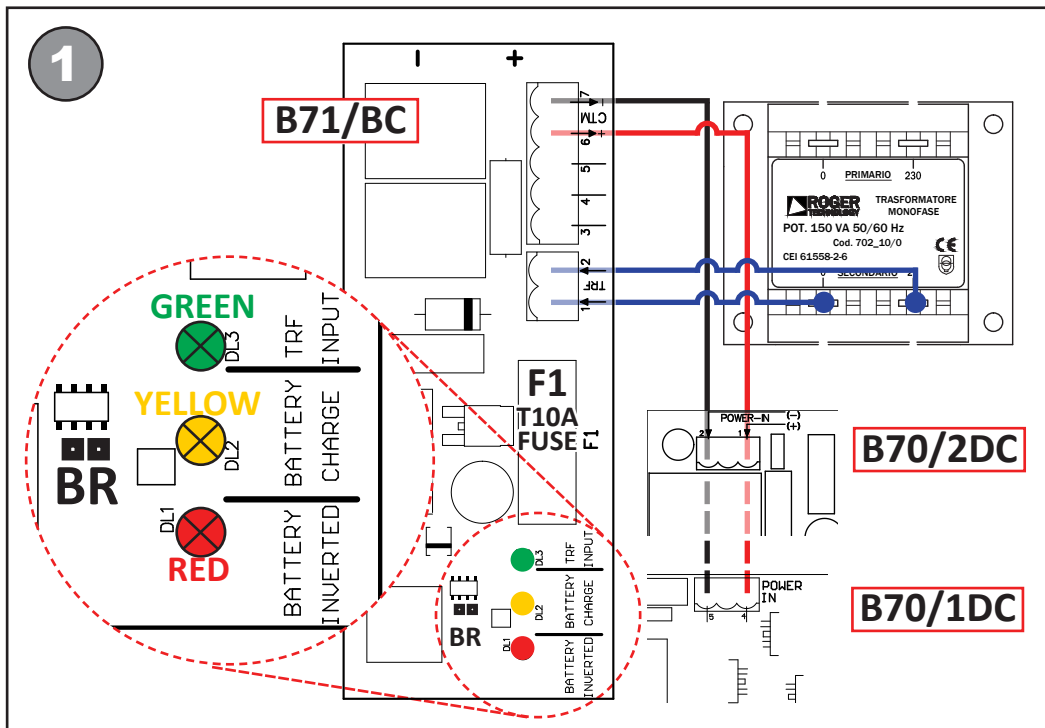 1
B71/BC
− +
7 −
CTM
6 +
5
4
3
2
TRF
1
0 PRIMARIO 230
ROGER
TECHNOLOGY
TRASFORMATORE
MONOFASE
POT. 150 VA 50/60 Hz
Cod. 702_10/0
CEI 61558-2-6
CE
0 SECONDARIO 2
GREEN
DL3
TRF
INPUT
YELLOW
DL2
BATTERY
CHARGE
BR
DL1
RED
BATTERY
INVERTED
F1
T10A
FUSE
F1
DL3
TRF
INPUT
DL2
BATTERY
CHARGE
BR
DL1
BATTERY
INVERTED
POWER-IN (-)
(+)
2 1
B70/2DC
POWER
IN
5 4
B70/1DC